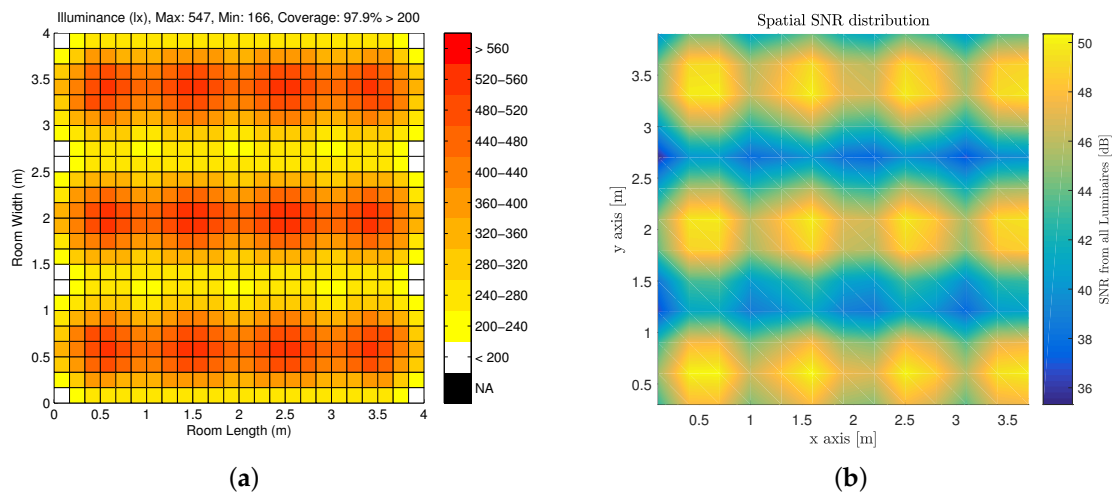 Illuminance (lx), Max: 547, Min: 166, Coverage: 97.9% > 200
4
3.5
3
2.5
2
1.5
1
0.5
0
Room Width (m)
0 0.5 1 1.5 2 2.5 3 3.5 4
Room Length (m)
> 560
520−560
480−520
440−480
400−440
360−400
320−360
280−320
240−280
200−240
< 200
NA
(a)
Spatial SNR distribution
3.5
3
2.5
2
1.5
1
0.5
y axis [m]
0.5 1 1.5 2 2.5 3 3.5
x axis [m]
50
48
46
44
42
40
38
36
SNR from all Luminaires [dB]
(b)